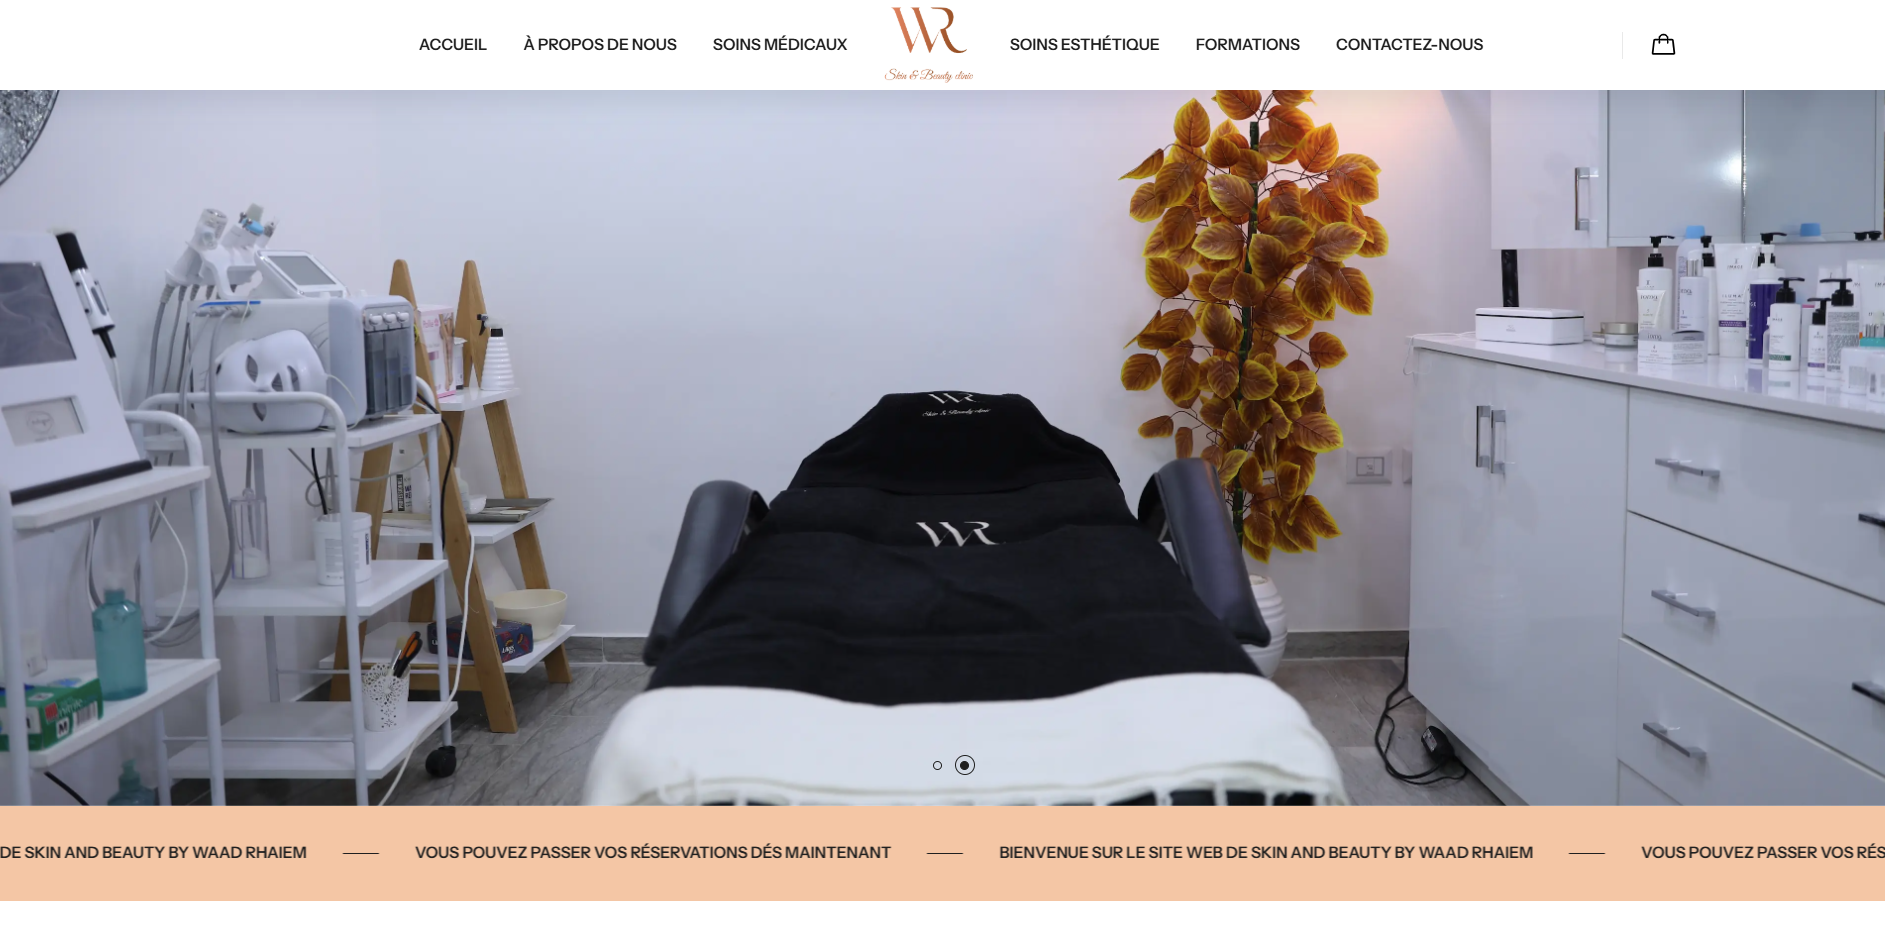 ACCUEIL
À PROPOS DE NOUS
SOINS MÉDICAUX
WR
Skin & Beauty clinic
SOINS ESTHÉTIQUE
FORMATIONS
CONTACTEZ-NOUS
WR
Skin & Beauty clinic
WR
DE SKIN AND BEAUTY BY WAAD RHAIEM
VOUS POUVEZ PASSER VOS RÉSERVATIONS DÉS MAINTENANT
BIENVENUE SUR LE SITE WEB DE SKIN AND BEAUTY BY WAAD RHAIEM
VOUS POUVEZ PASSER VOS RÉS